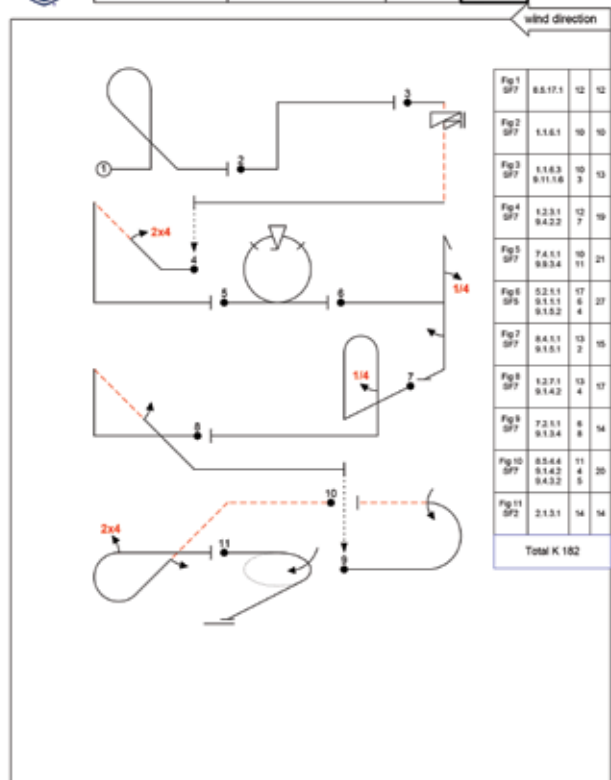 wind direction
1
2
3
2x4
4
5
6
1/4
1/4
7
8
10
2x4
11
9
Fig 1 SF7 8.5.17.1 12 12
Fig 2 SF7 1.1.6.1 10 10
Fig 3 SF7 1.1.6.3 9.11.1.6 10 3 13
Fig 4 SF7 1.2.3.1 9.4.2.2 12 7 19
Fig 5 SF7 7.4.1.1 9.9.3.4 10 11 21
Fig 6 SF5 5.2.1.1 9.1.1.1 9.1.5.2 17 6 4 27
Fig 7 SF7 8.4.1.1 9.1.5.1 13 2 15
Fig 8 SF7 1.2.7.1 9.1.4.2 13 4 17
Fig 9 SF7 7.2.1.1 9.1.3.4 6 8 14
Fig 10 SF7 8.5.4.4 9.1.4.2 9.4.3.2 11 4 5 20
Fig 11 SF2 2.1.3.1 14 14
Total K 182